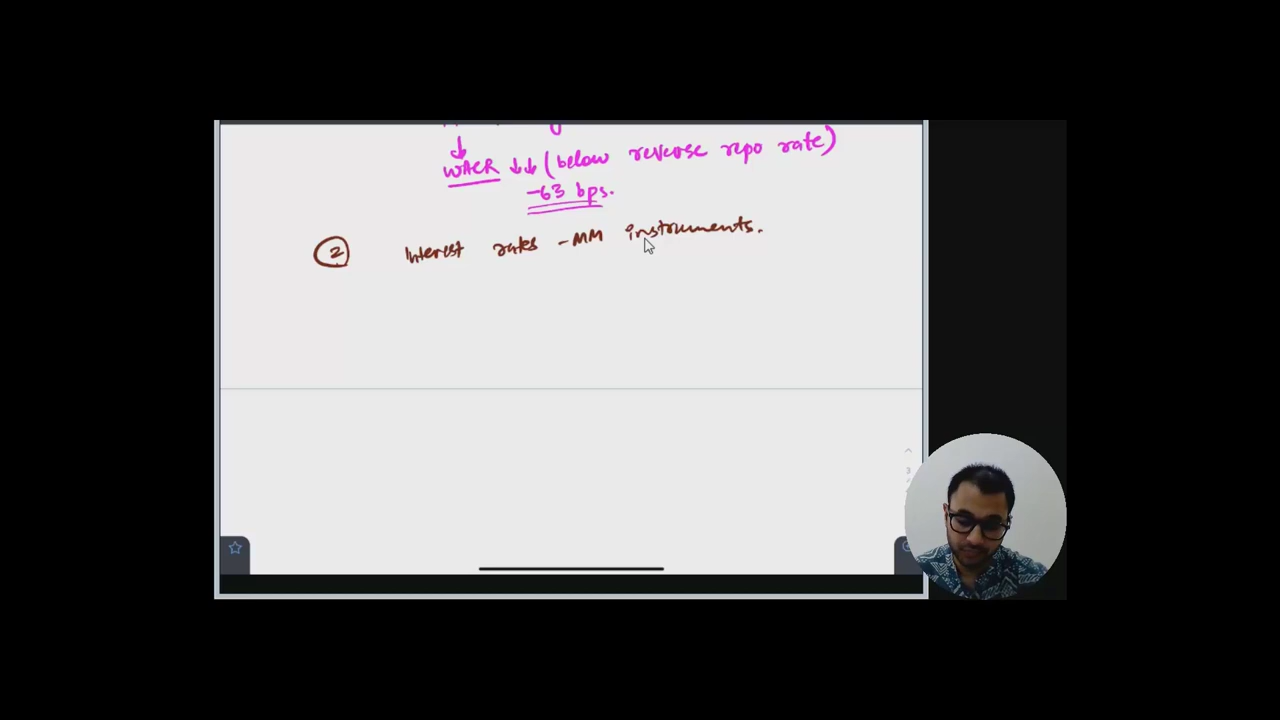 ↓
WACR ↓↓ (below reverse repo rate)
-63 bps.
② Interest rates - MM instruments.